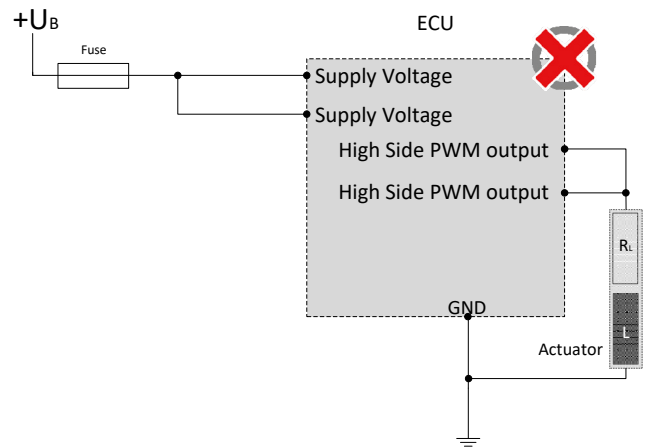 +UB
ECU
Fuse
Supply Voltage
Supply Voltage
High Side PWM output
High Side PWM output
RL
GND
L
Actuator